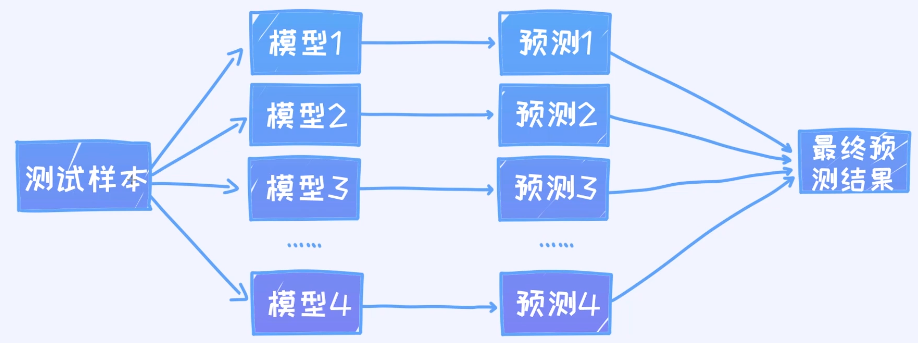 模型1
预测1
模型2
预测2
最终预
测结果
测试样本
模型3
预测3
……
……
模型4
预测4